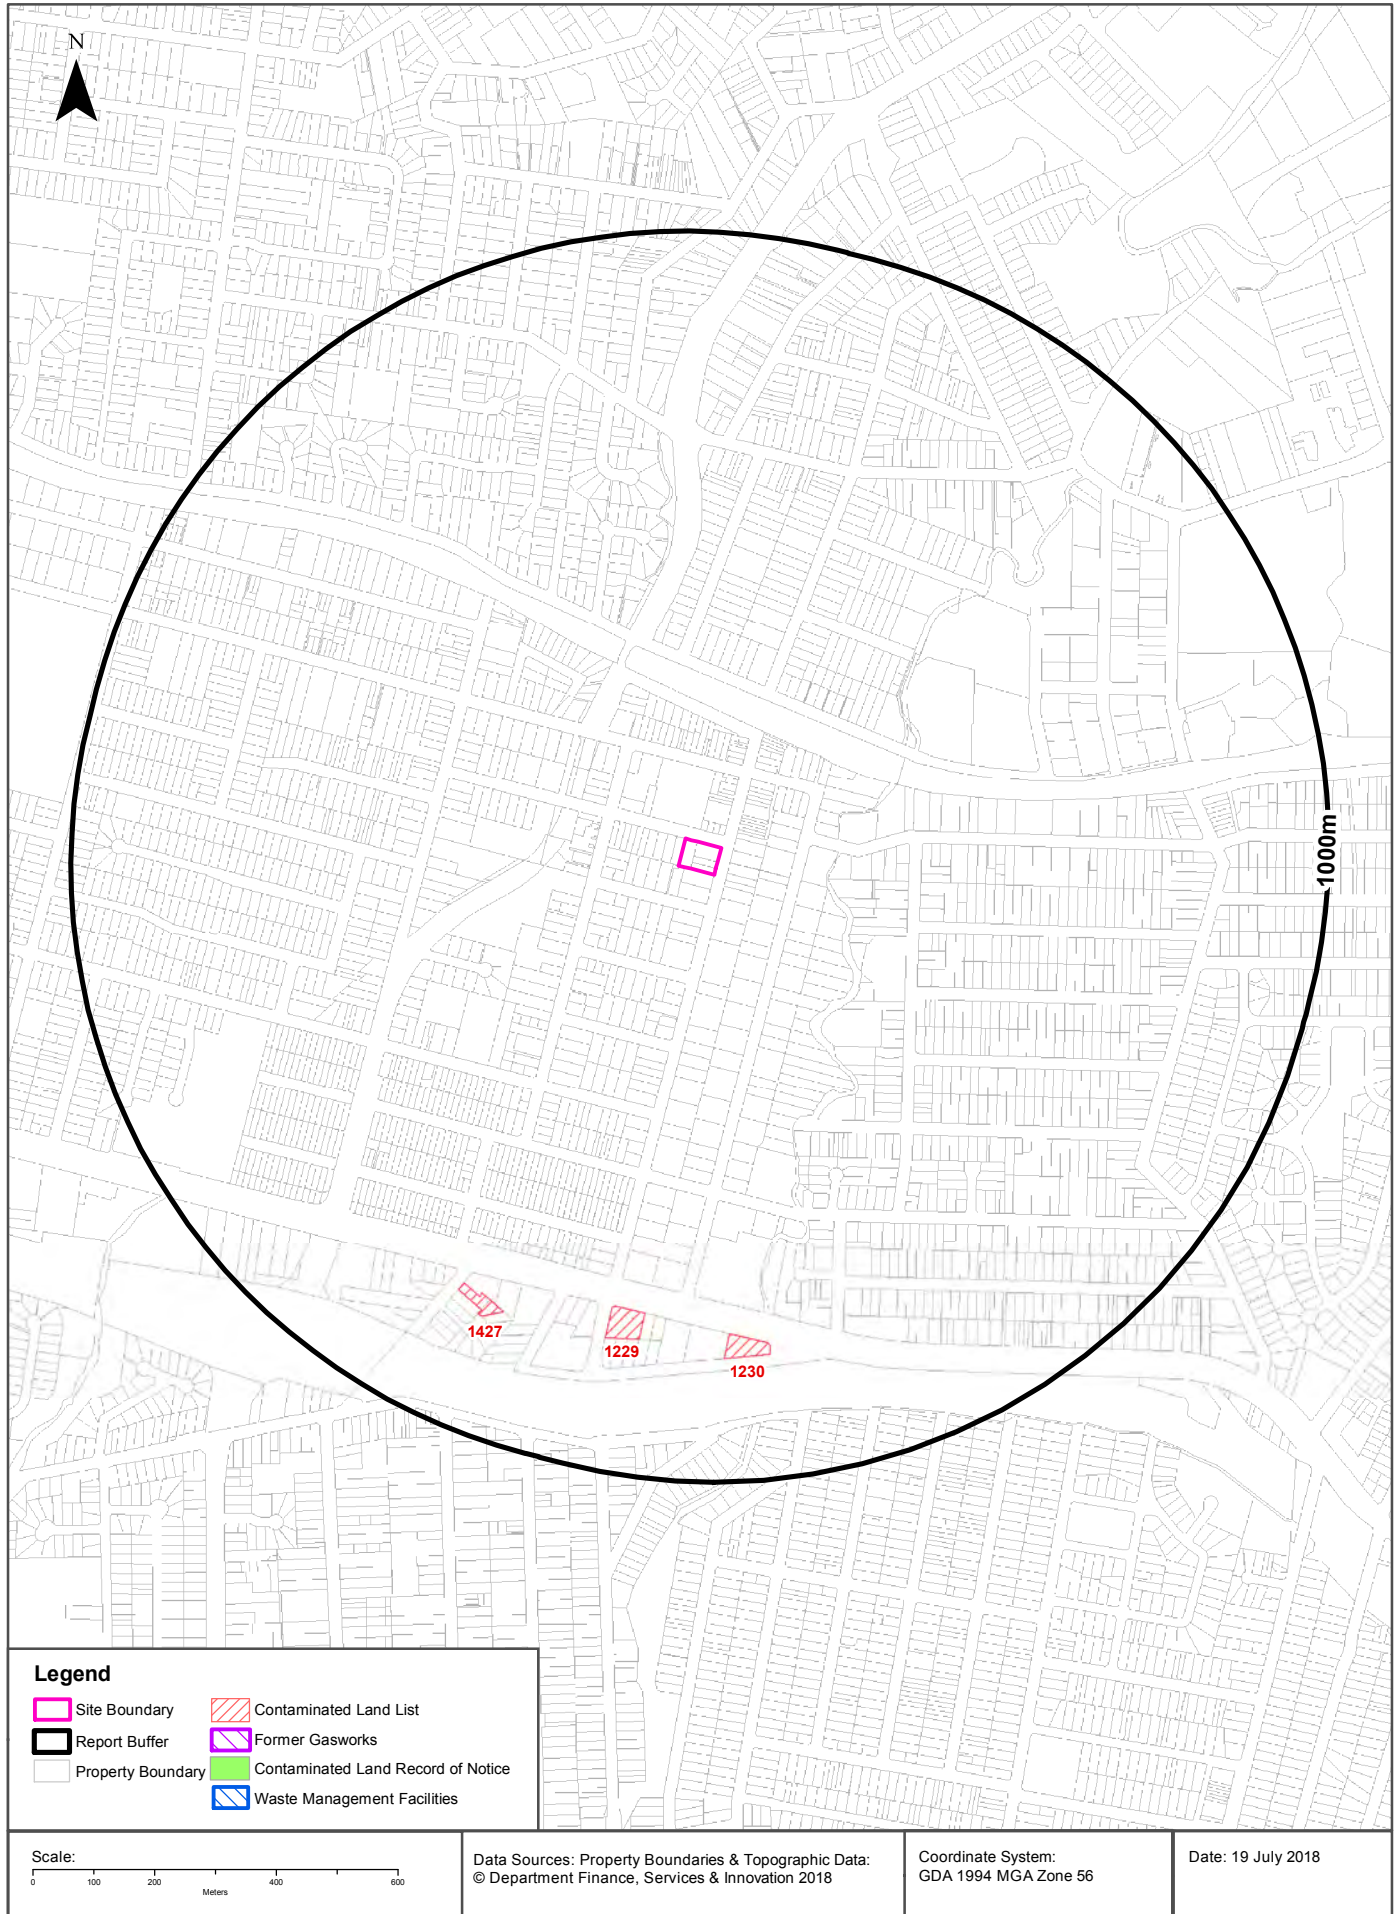 N
1000m
1427
1229
1230
Legend
Site Boundary
Report Buffer
Property Boundary
Contaminated Land List
Former Gasworks
Contaminated Land Record of Notice
Waste Management Facilities
Scale:
0 100 200 400 600
Meters
Data Sources: Property Boundaries & Topographic Data:
© Department Finance, Services & Innovation 2018
Coordinate System:
GDA 1994 MGA Zone 56
Date: 19 July 2018